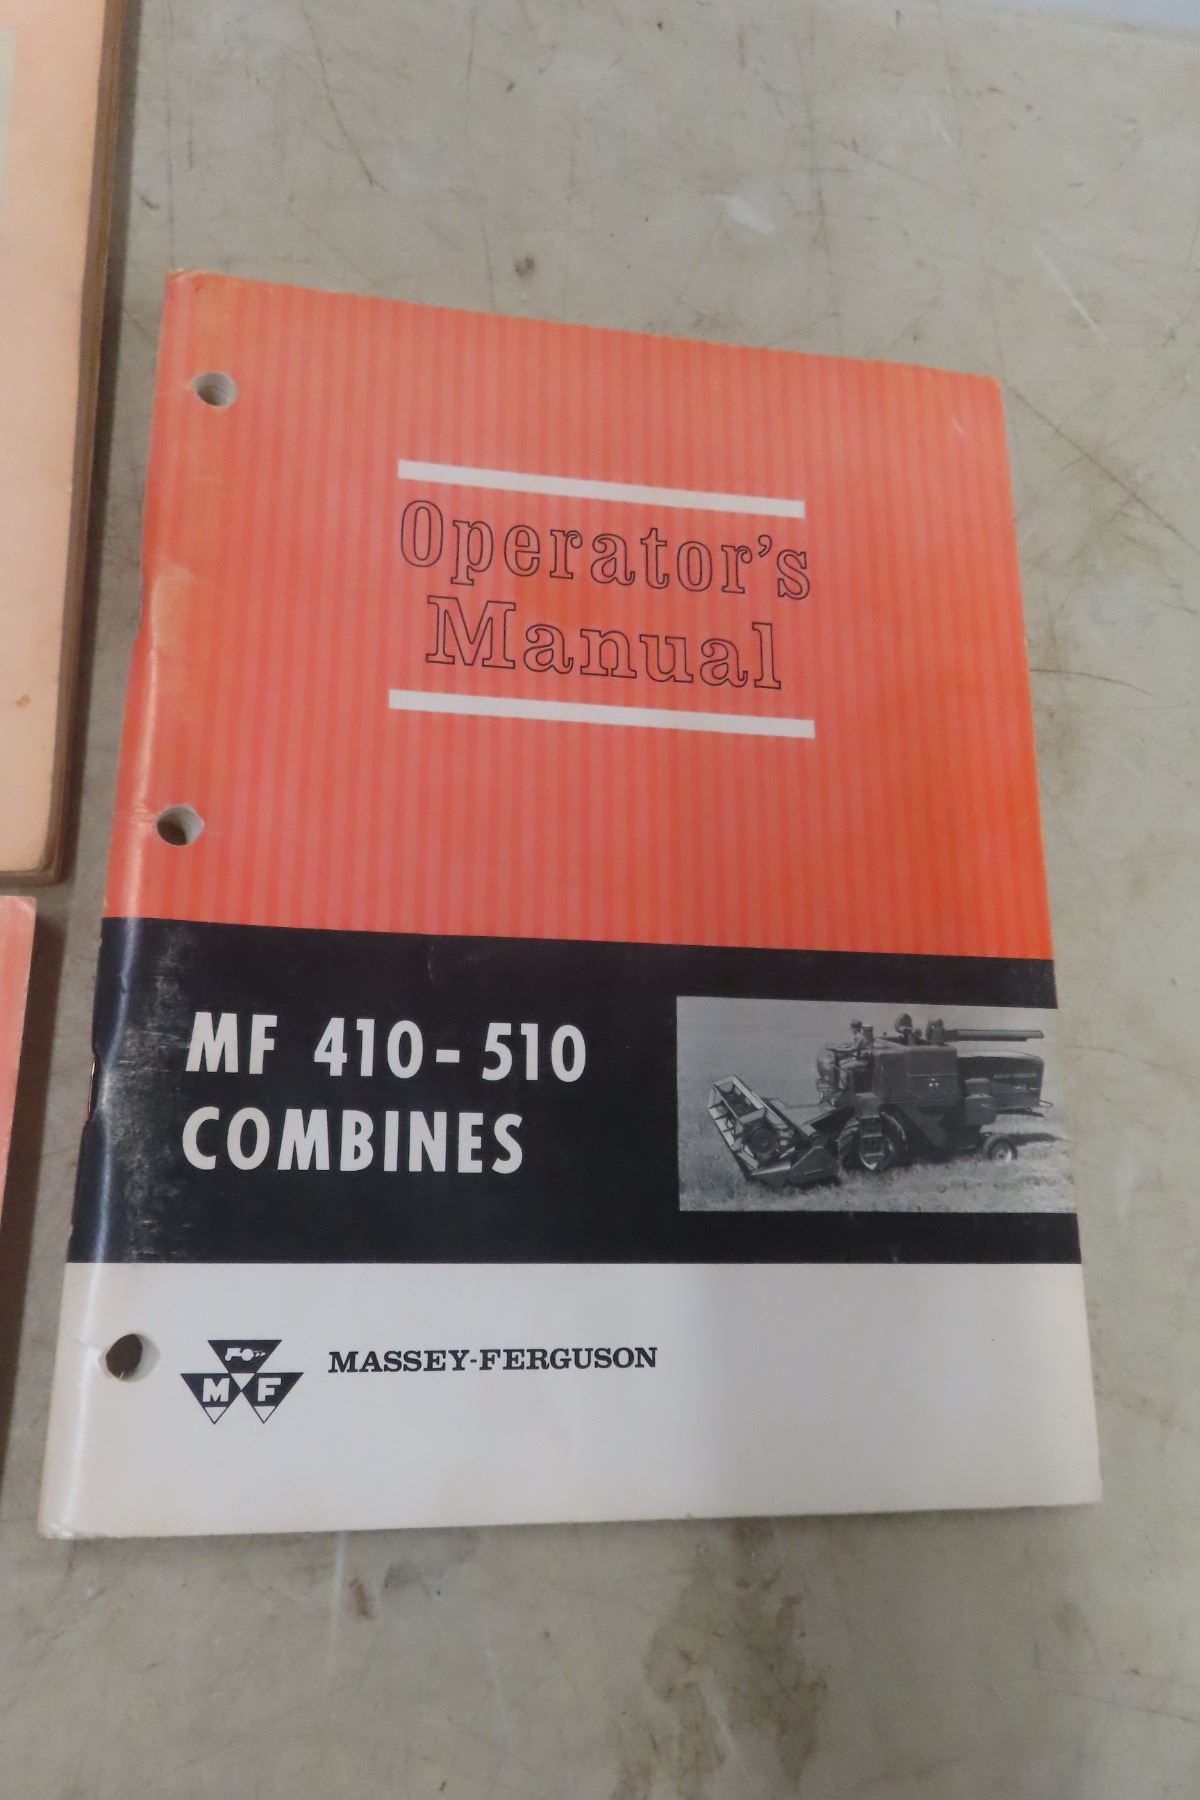 Operator's
Manual
MF 410-510
COMBINES
MF
MASSEY-FERGUSON